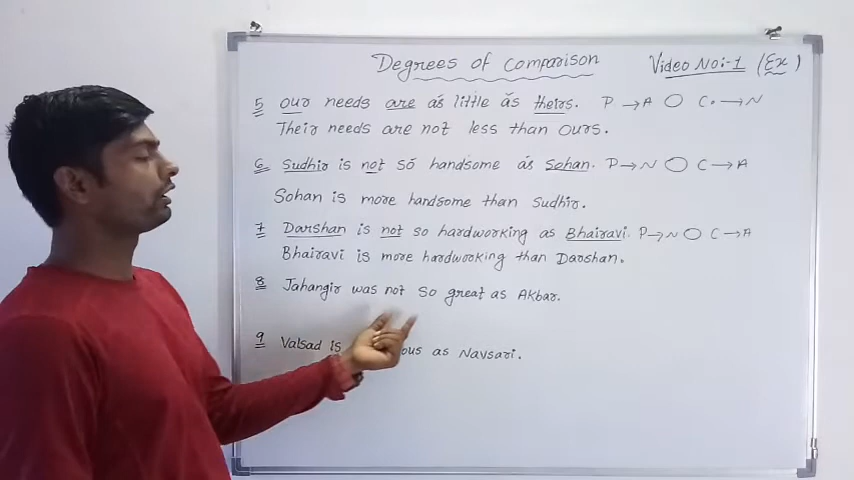 Degrees of Comparison Video No:-1 (Ex)
5 our needs are as little as theirs. P → A O C. → N
Their needs are not less than ours.
6 Sudhir is not so handsome as Sohan. P → N O C → A
Sohan is more handsome than Sudhir.
7 Darshan is not so hardworking as Bhairavi. P → N O C → A
Bhairavi is more hardworking than Darshan.
8 Jahangir was not so great as Akbar.
9 Valsad is as Navsari.